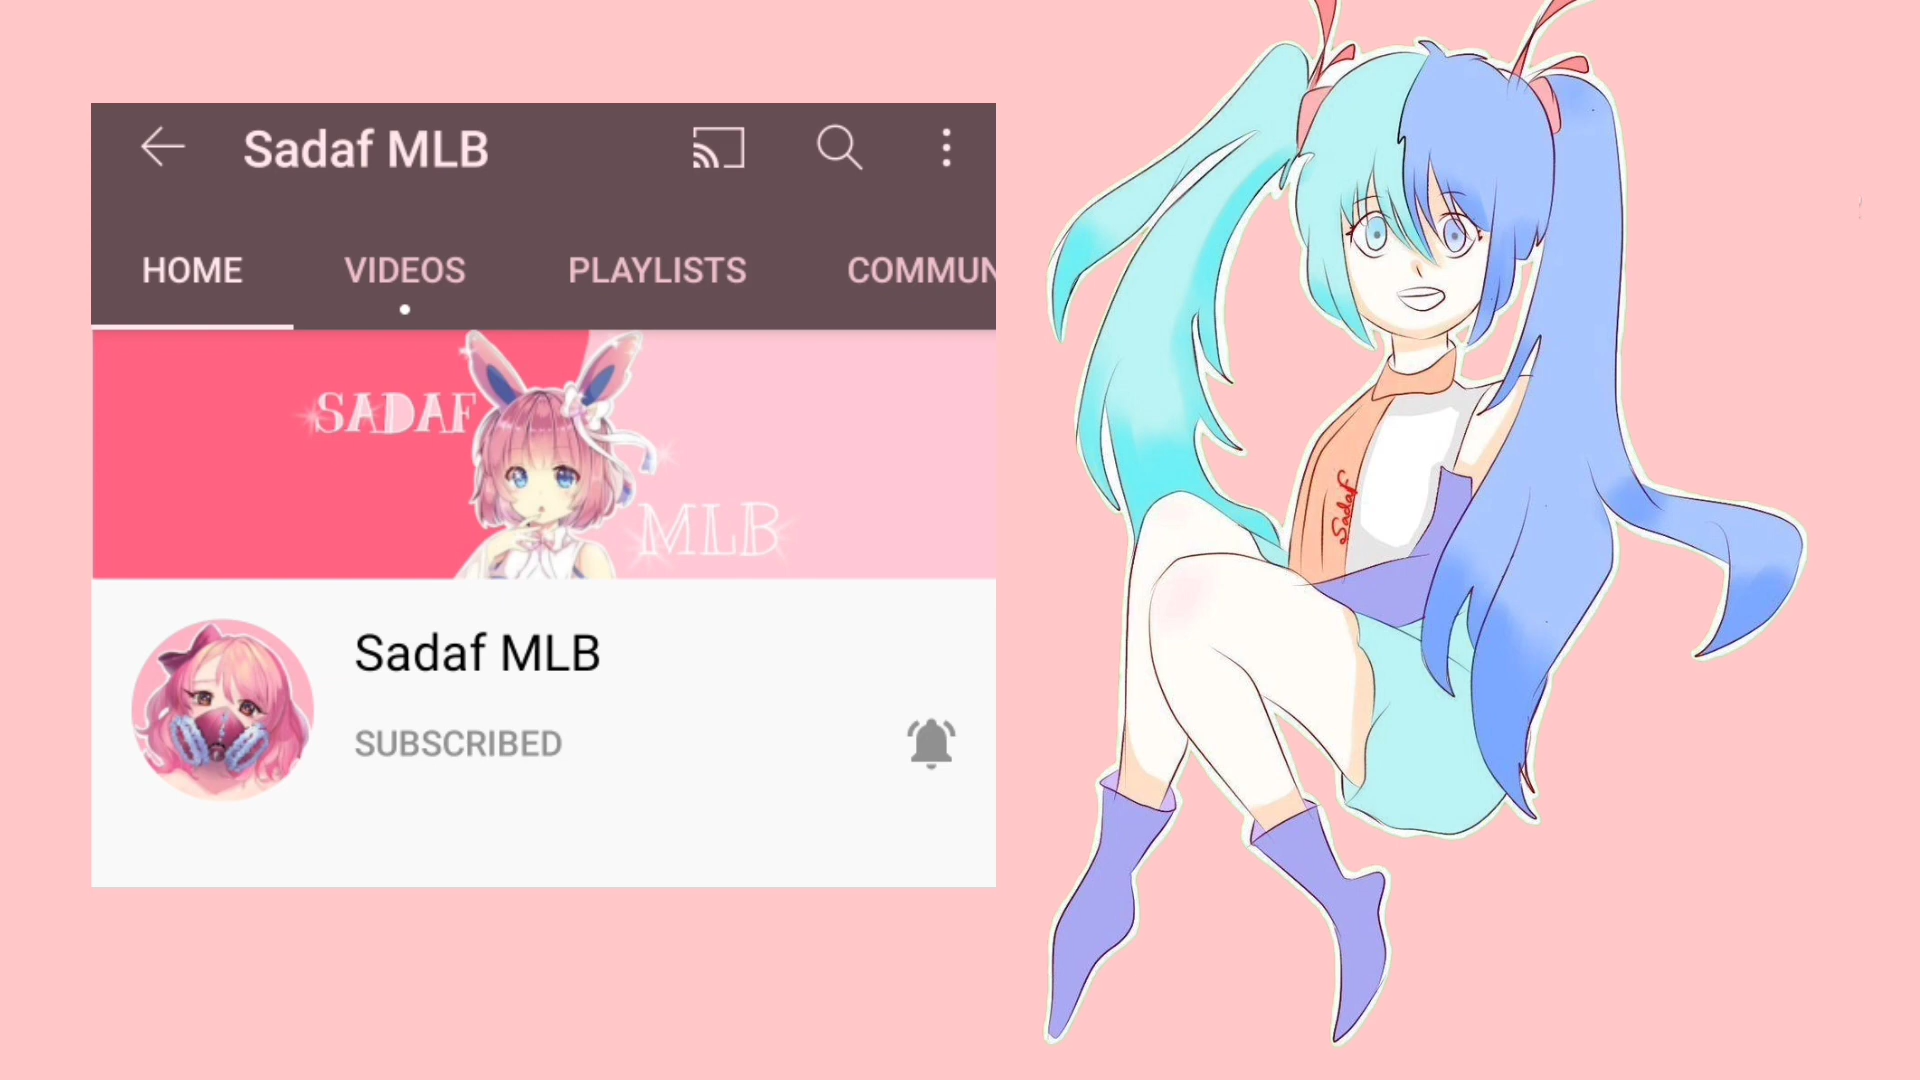 Sadaf MLB
HOME VIDEOS PLAYLISTS COMMUN
SADAF
MLB
Sadaf MLB
SUBSCRIBED
Sadaf